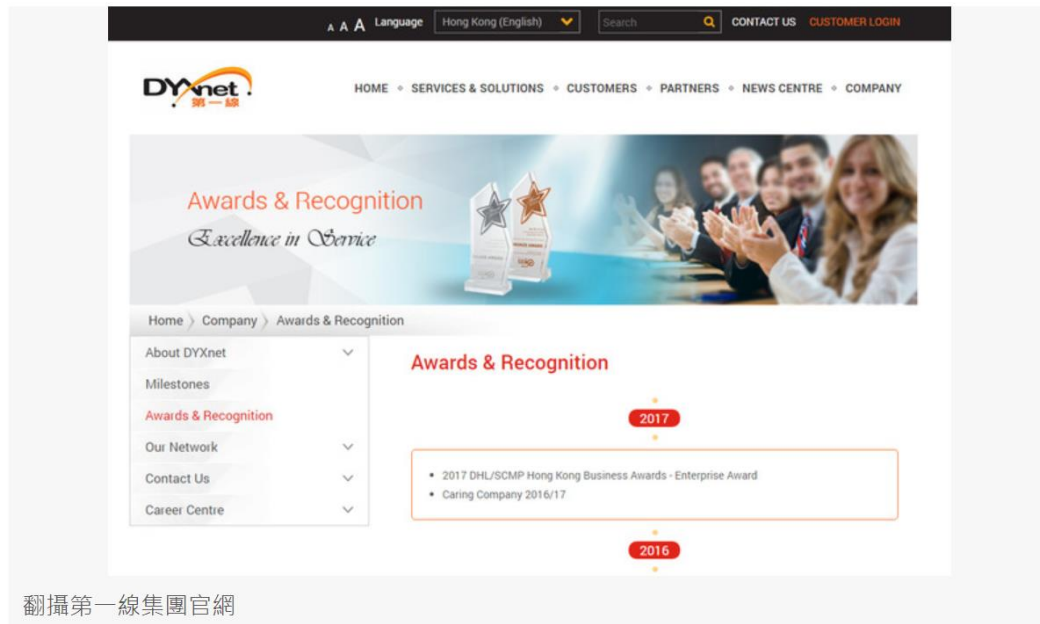 A A A Language Hong Kong (English) Search CONTACT US CUSTOMER LOGIN
DYXnet
第一線
HOME SERVICES & SOLUTIONS CUSTOMERS PARTNERS NEWS CENTRE COMPANY
Awards & Recognition
Excellence in Service
Home Company Awards & Recognition
About DYXnet
Milestones
Awards & Recognition
Our Network
Contact Us
Career Centre
Awards & Recognition
2017
2017 DHL/SCMP Hong Kong Business Awards - Enterprise Award
Caring Company 2016/17
2016
翻攝第一線集團官網